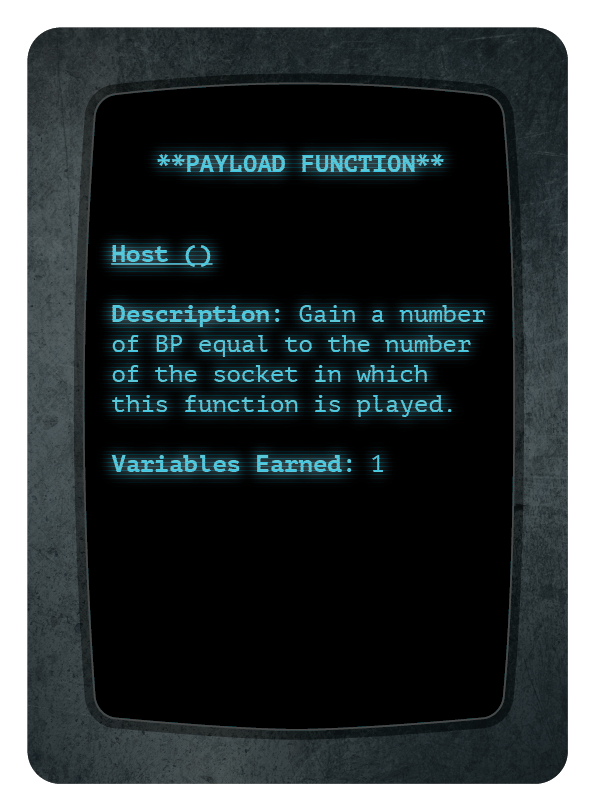 **PAYLOAD FUNCTION**
Host ()
Description: Gain a number
of BP equal to the number
of the socket in which
this function is played.
Variables Earned: 1